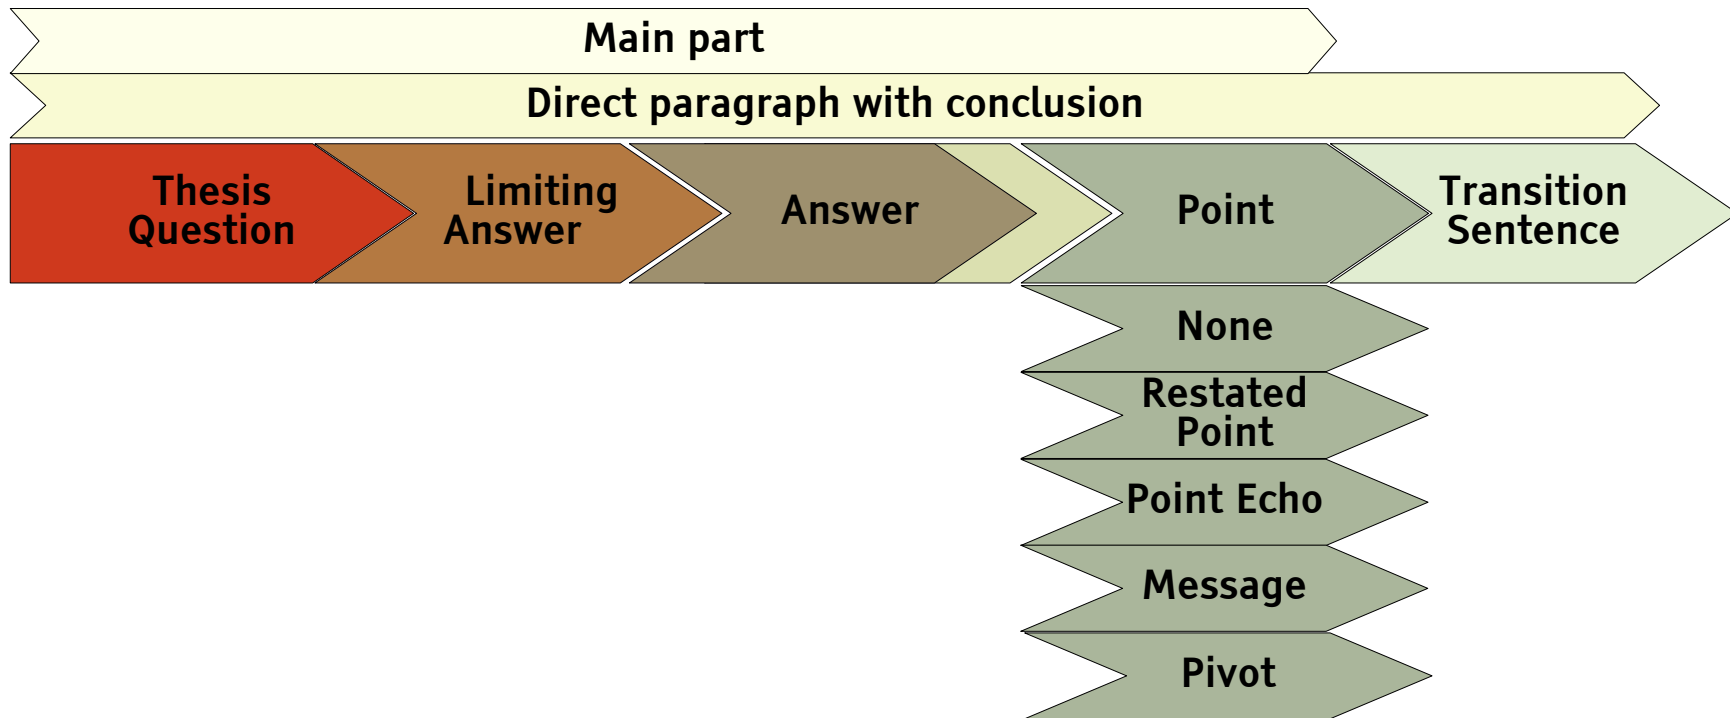 Main part
Direct paragraph with conclusion
Thesis
Question
Limiting
Answer
Answer
Point
Transition
Sentence
None
Restated
Point
Point Echo
Message
Pivot